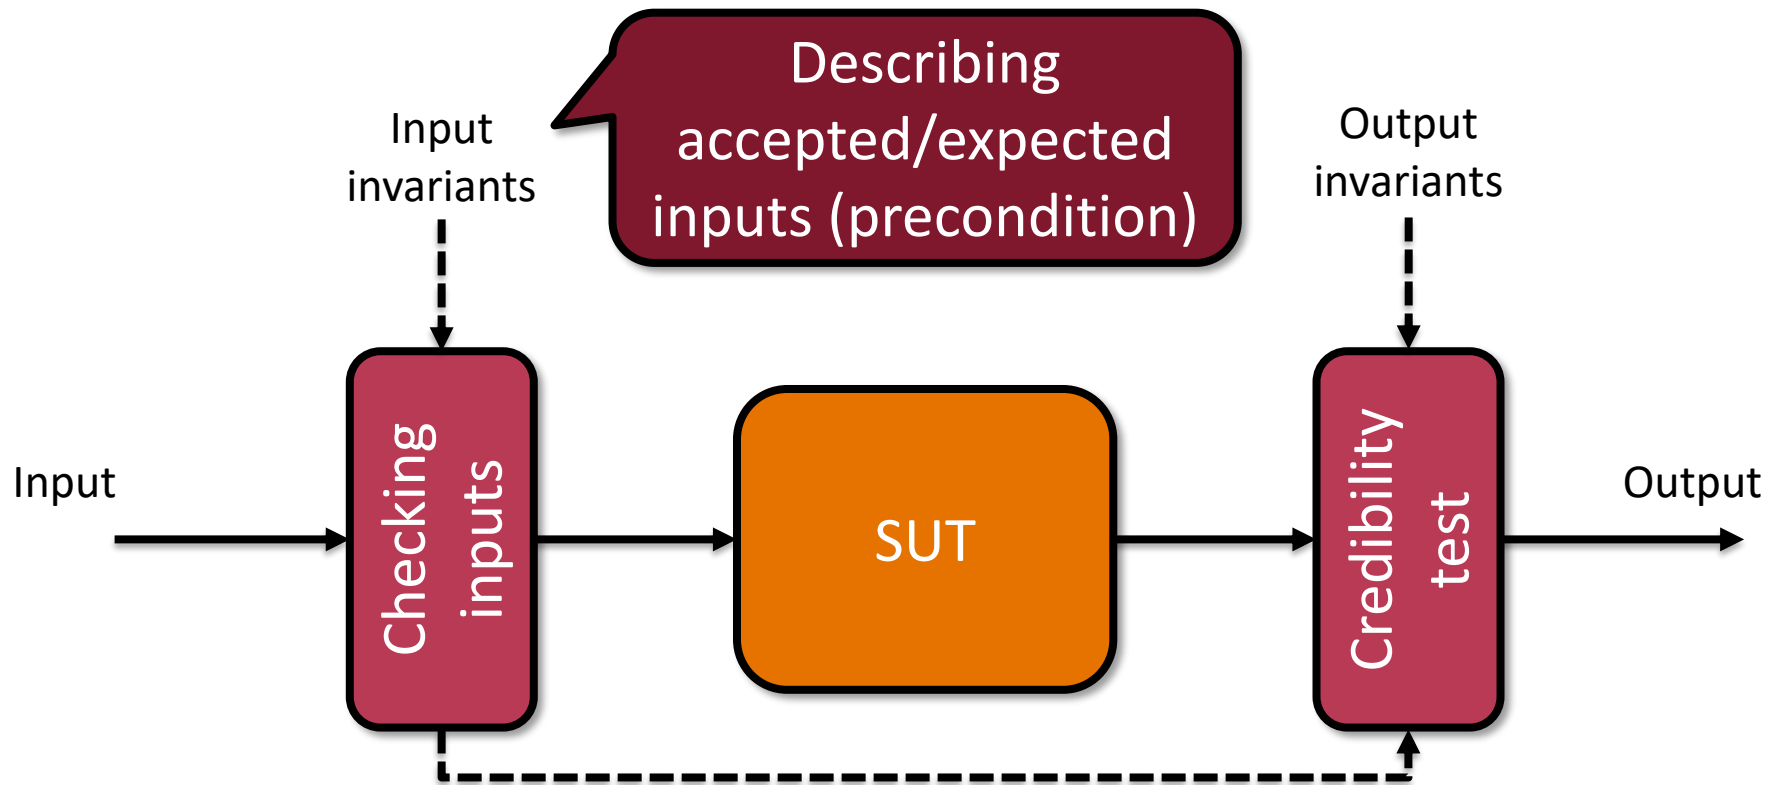 Describing
accepted/expected
inputs (precondition)
Input
invariants
Output
invariants
Input
Checking
inputs
SUT
Credibility
test
Output